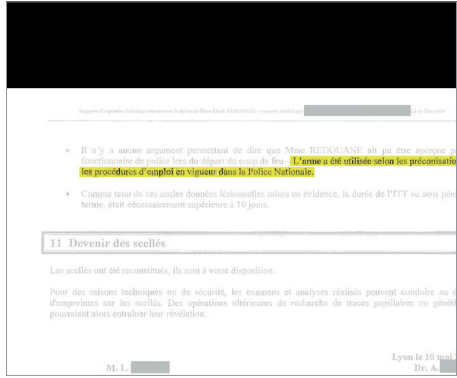 Rapport d'expertise balistique concernant le décès de Mme Zineb REDOUANE - rapport réalisé par
• Il n'y a aucun argument permettant de dire que Mme REDOUANE ait pu être aperçue p
fonctionnaire de police lors du départ du coup de feu – L'arme a été utilisée selon les préconisatio
les procédures d'emploi en vigueur dans la Police Nationale.
• Compte tenu de ces seules données lésionnelles mises en évidence, la durée de l'ITT au sens pén
terme, était nécessairement supérieure à 10 jours.
11 Devenir des scellés
Les scellés ont été reconstitués, ils sont à votre disposition.
Pour des raisons techniques ou de sécurité, les examens et analyses réalisés peuvent conduire au d
d'empreintes sur les scellés. Des opérations ultérieures de recherche de traces papillaires ou généti
pourraient alors entraîner leur révélation.
Lyon le 10 mai
M. L. Dr. A.